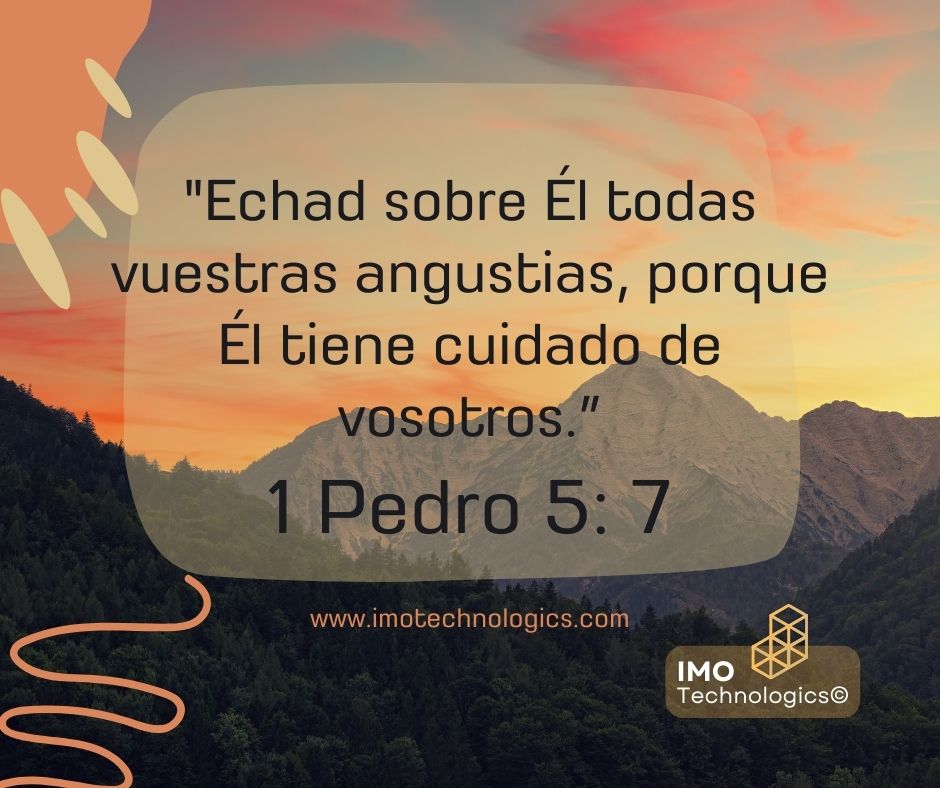 "Echad sobre Él todas
vuestras angustias, porque
Él tiene cuidado de
vosotros.”
1 Pedro 5: 7
www.imotechnologics.com
IMO
Technologics©